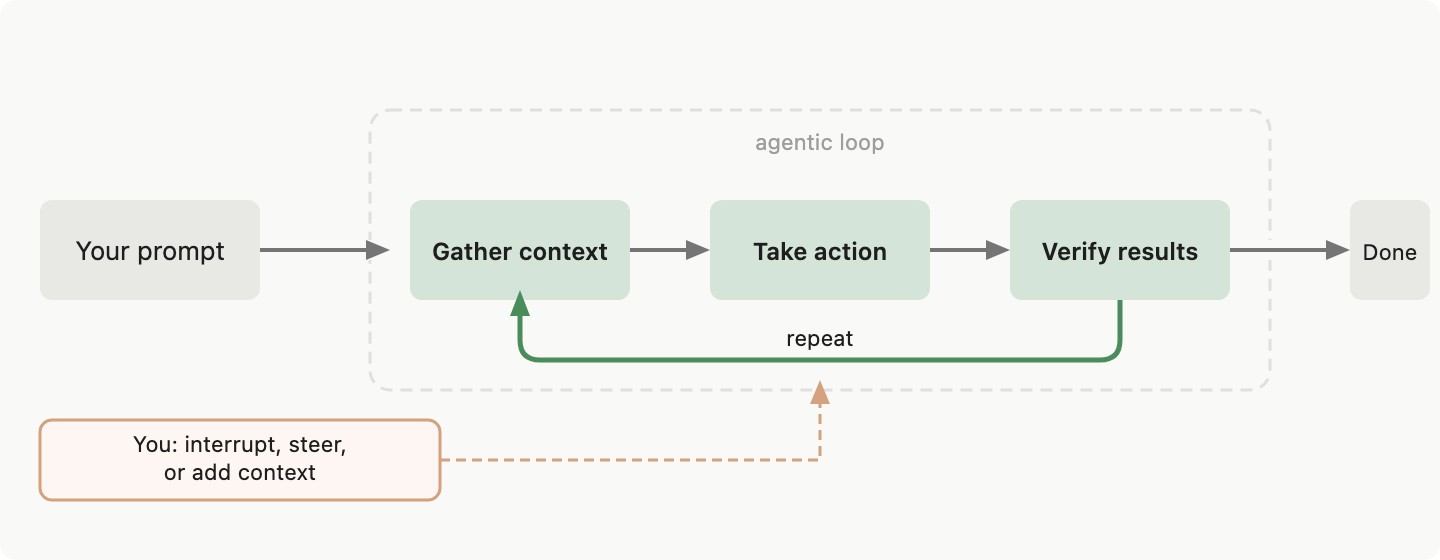 agentic loop
Your prompt
Gather context
Take action
Verify results
Done
repeat
You: interrupt, steer,
or add context